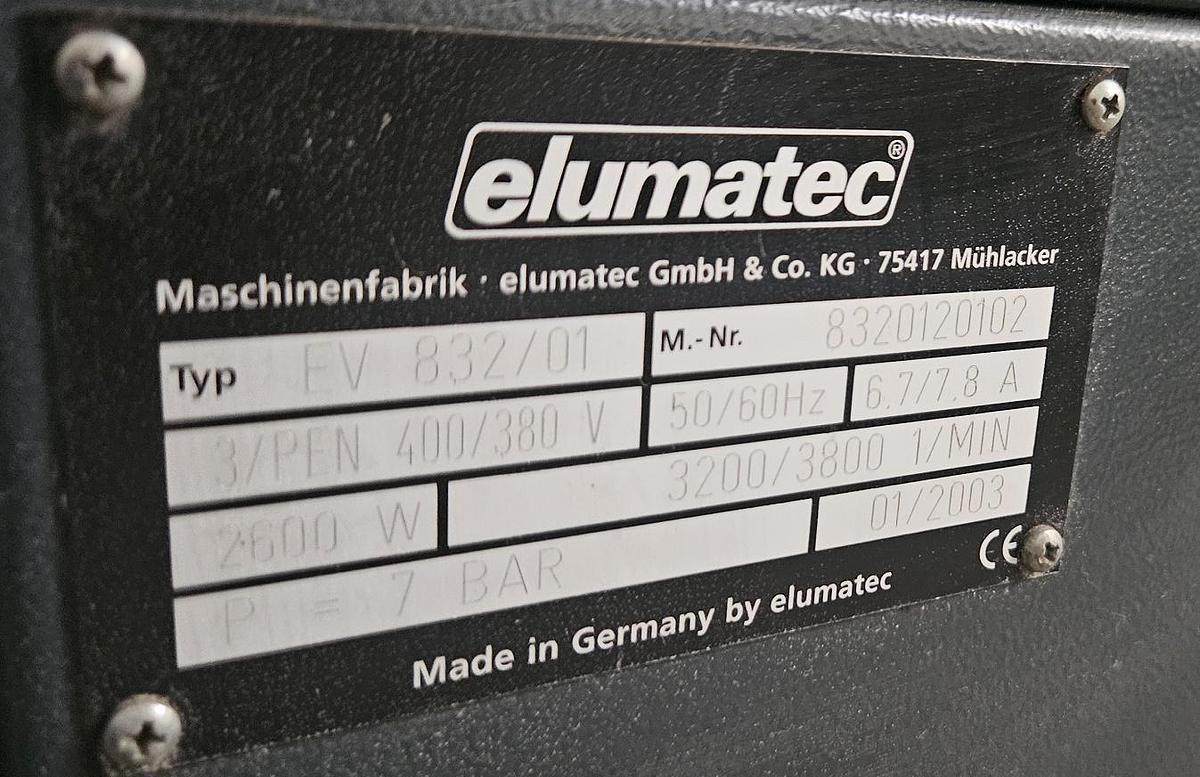 elumatec®
Maschinenfabrik · elumatec GmbH & Co. KG · 75417 Mühlacker
Typ EV 832/01 M.-Nr. 8320120102
3/PEN 400/380 V 50/60Hz 6.7/7.8 A
2600 W 3200/3800 1/MIN
P = 7 BAR 01/2003
CE
Made in Germany by elumatec